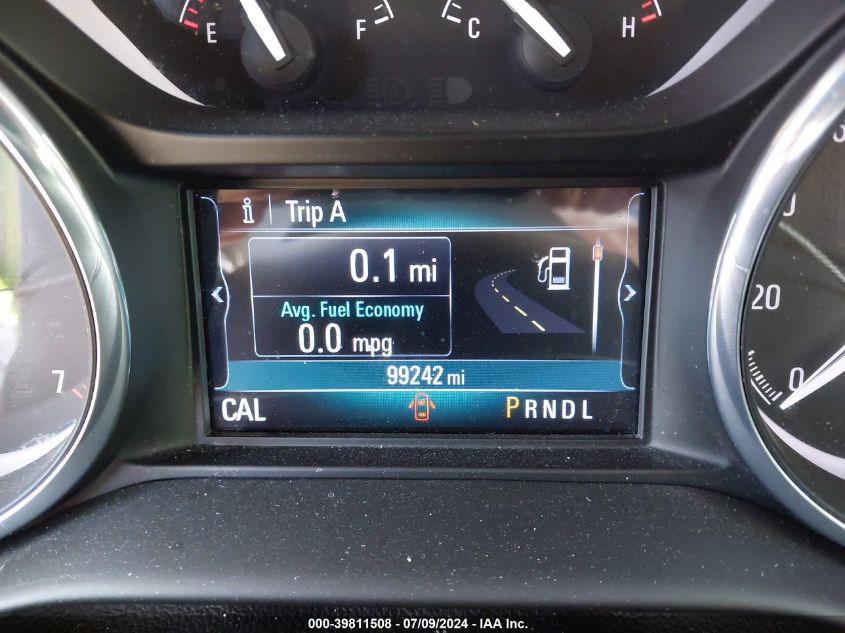 E F C H
i Trip A
0.1 mi
Avg. Fuel Economy
0.0 mpg
99242 mi
CAL PRNDL
7
20
0
000-39811508 / 07/09/2024 - IAA Inc.